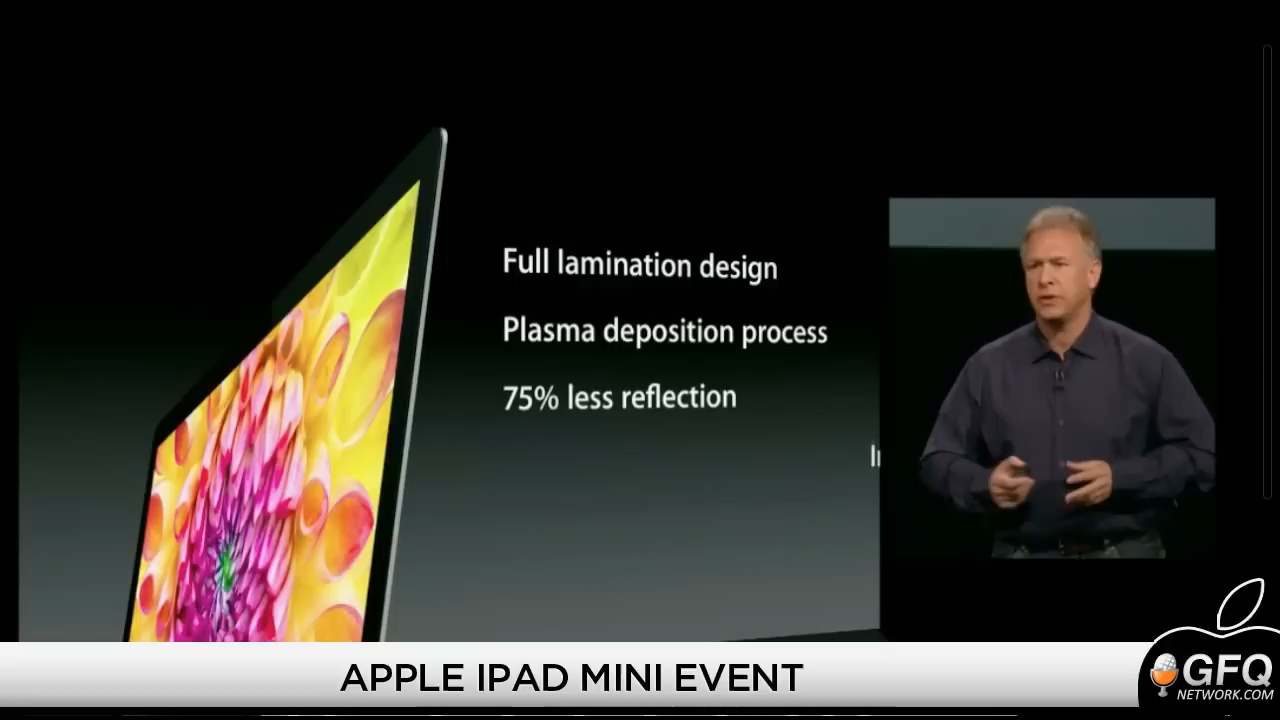 Full lamination design
Plasma deposition process
75% less reflection
APPLE IPAD MINI EVENT
GFQ
NETWORK.COM